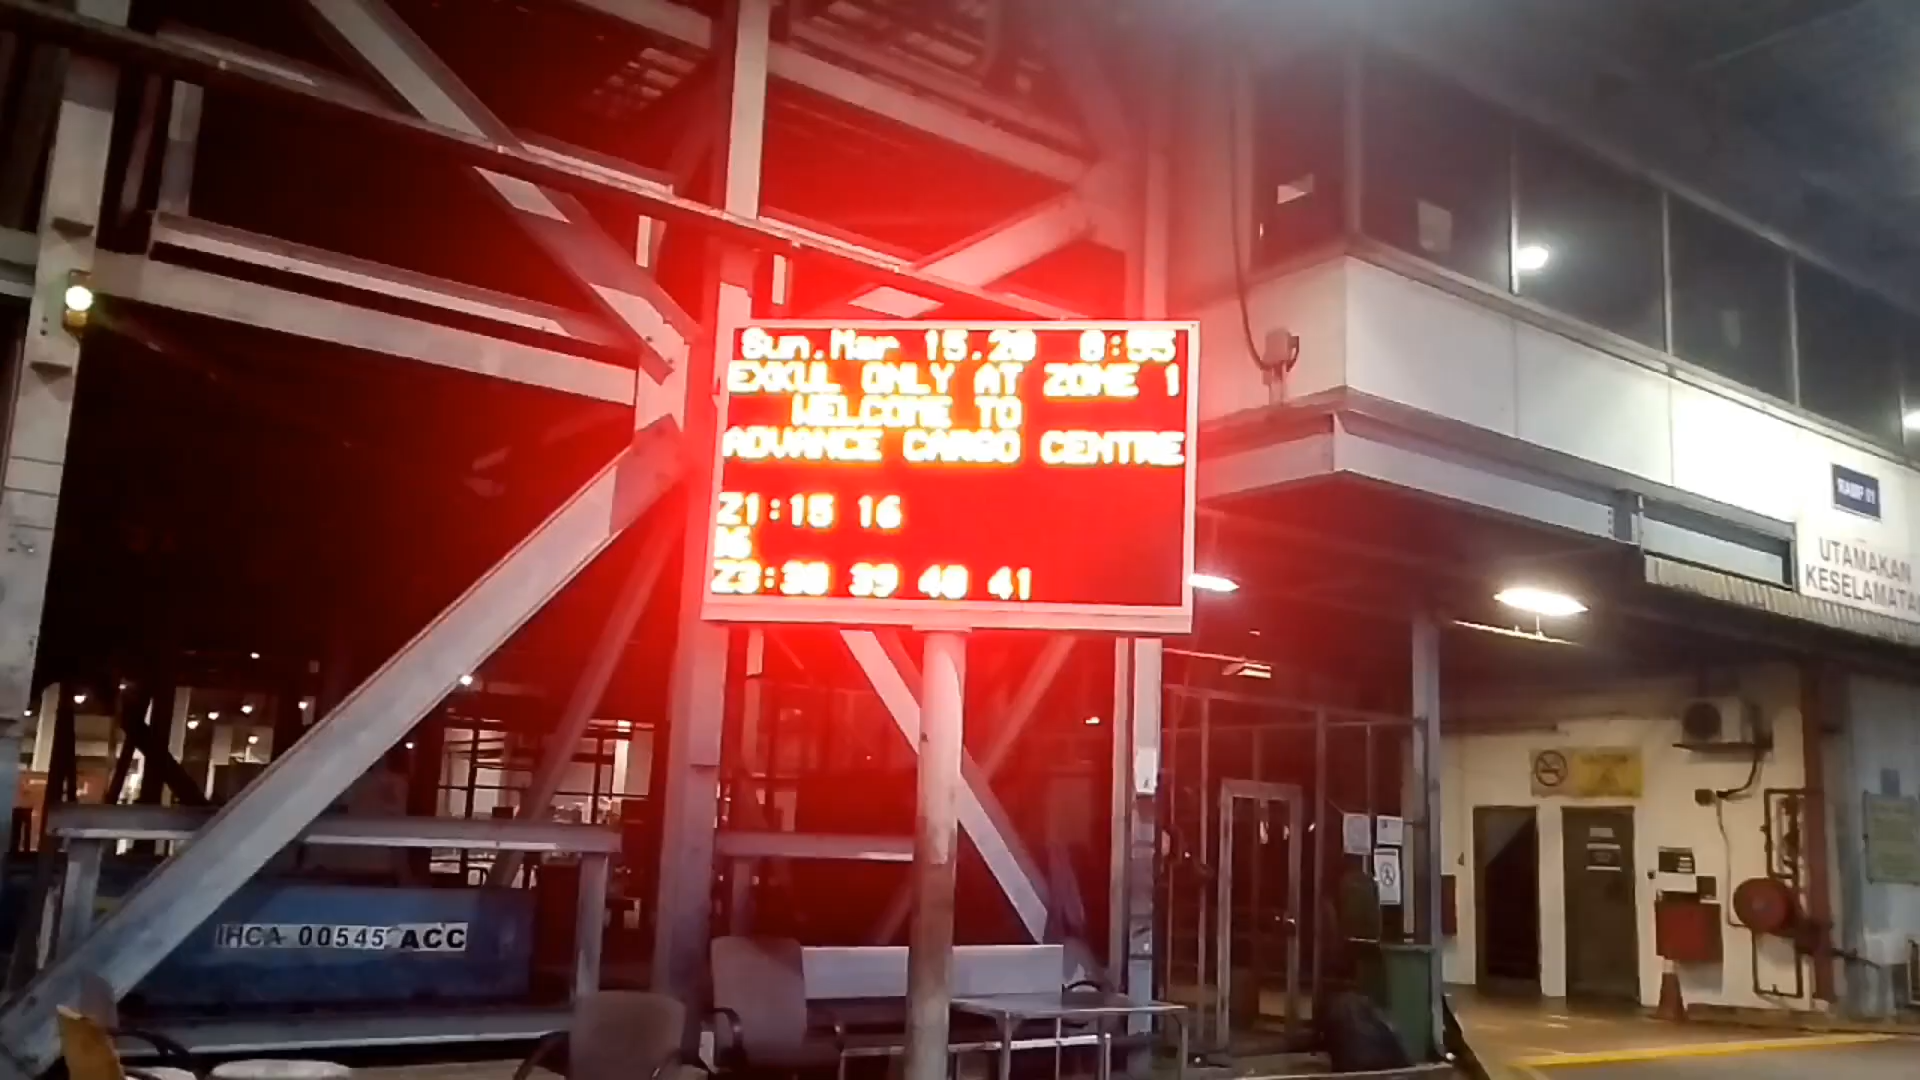 Sun.Mar 15.20 8:55
EXKUL ONLY AT ZONE 1
WELCOME TO
ADVANCE CARGO CENTRE
Z1:15 16
Z3:38 39 40 41
IHCA 00545 ACC
UTAMAKAN
KESELAMATA